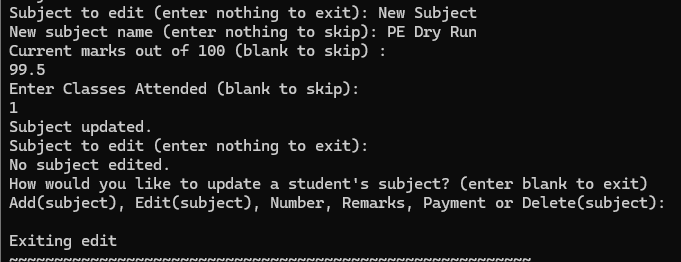 Subject to edit (enter nothing to exit): New Subject
New subject name (enter nothing to skip): PE Dry Run
Current marks out of 100 (blank to skip) :
99.5
Enter Classes Attended (blank to skip):
1
Subject updated.
Subject to edit (enter nothing to exit):
No subject edited.
How would you like to update a student's subject? (enter blank to exit)
Add(subject), Edit(subject), Number, Remarks, Payment or Delete(subject):
Exiting edit
~~~~~~~~~~~~~~~~~~~~~~~~~~~~~~~~~~~~~~~~~~~~~~~~~~~~~~~~~~